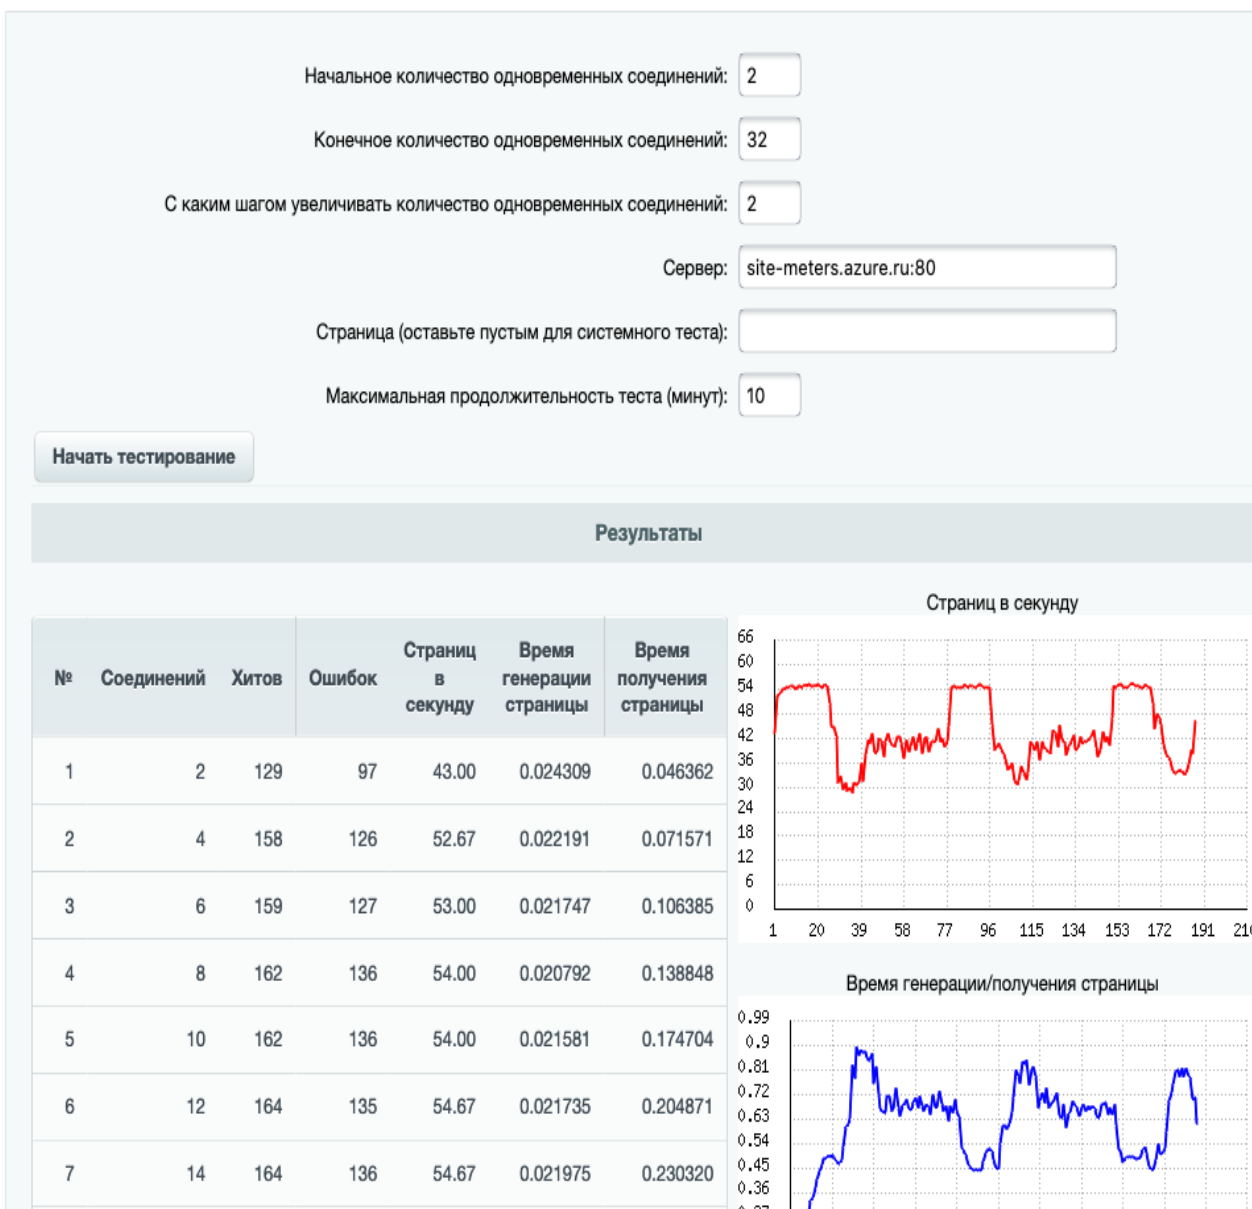 Начальное количество одновременных соединений: 2
Конечное количество одновременных соединений: 32
С каким шагом увеличивать количество одновременных соединений: 2
Сервер: site-meters.azure.ru:80
Страница (оставьте пустым для системного теста):
Максимальная продолжительность теста (минут): 10
Начать тестирование
Результаты
№ Соединений Хитов Ошибок Страниц в секунду Время генерации страницы Время получения страницы
1 2 129 97 43.00 0.024309 0.046362
2 4 158 126 52.67 0.022191 0.071571
3 6 159 127 53.00 0.021747 0.106385
4 8 162 136 54.00 0.020792 0.138848
5 10 162 136 54.00 0.021581 0.174704
6 12 164 135 54.67 0.021735 0.204871
7 14 164 136 54.67 0.021975 0.230320
Страниц в секунду
66
60
54
48
42
36
30
24
18
12
6
0
1 20 39 58 77 96 115 134 153 172 191
Время генерации/получения страницы
0.99
0.9
0.81
0.72
0.63
0.54
0.45
0.36